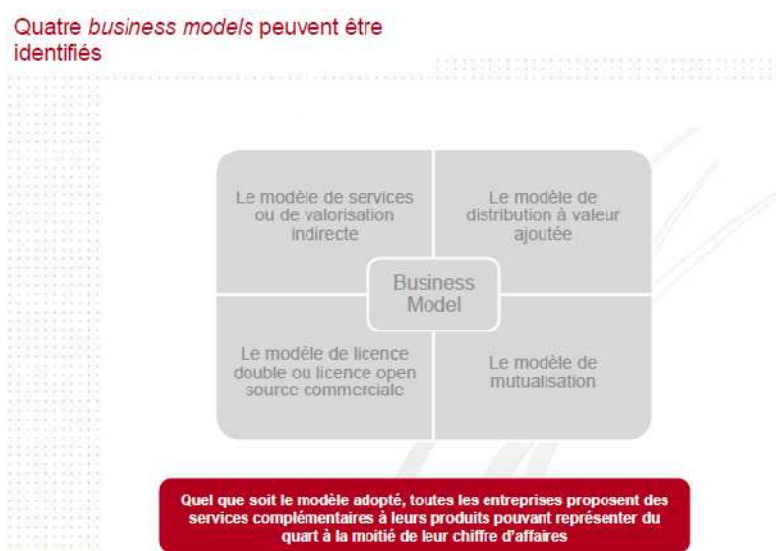 Quatre business models peuvent être
identifiés
Le modèle de services
ou de valorisation
indirecte
Le modèle de
distribution à valeur
ajoutée
Business
Model
Le modèle de licence
double ou licence open
source commerciale
Le modèle de
mutualisation
Quel que soit le modèle adopté, toutes les entreprises proposent des
services complémentaires à leurs produits pouvant représenter du
quart à la moitié de leur chiffre d'affaires